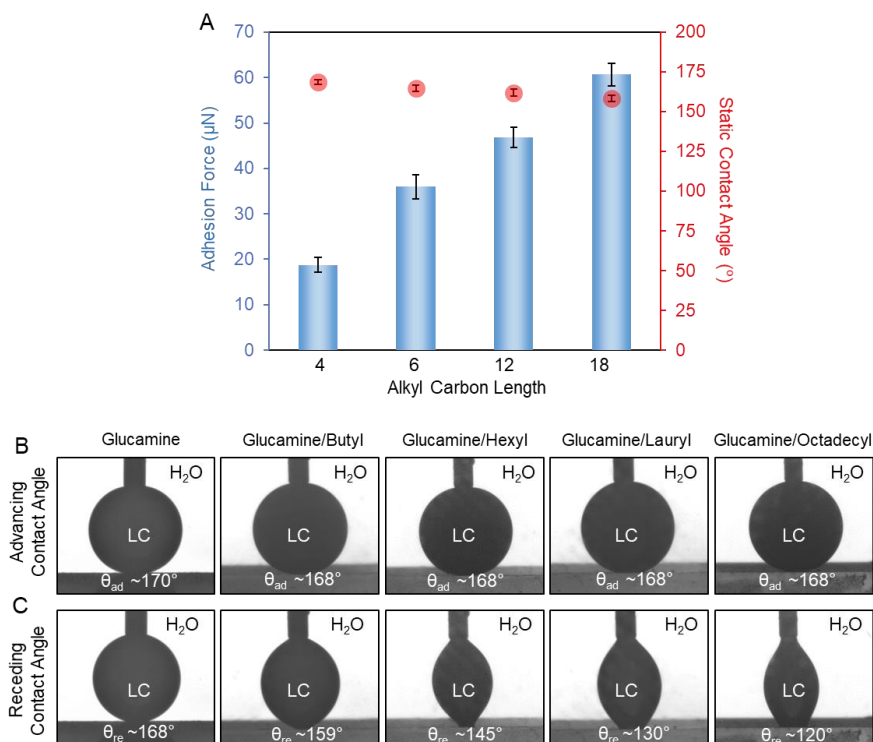 A
70
60
50
40
30
20
10
0
Adhesion Force (µN)
200
175
150
125
100
75
50
25
0
Static Contact Angle (°)
4 6 12 18
Alkyl Carbon Length
B
Glucamine Glucamine/Butyl Glucamine/Hexyl Glucamine/Lauryl Glucamine/Octadecyl
Advancing
Contact Angle
H₂O H₂O H₂O H₂O H₂O
LC LC LC LC LC
θad ~170° θad ~168° θad ~168° θad ~168° θad ~168°
C
Receding
Contact Angle
H₂O H₂O H₂O H₂O H₂O
LC LC LC LC LC
θre ~168° θre ~159° θre ~145° θre ~130° θre ~120°